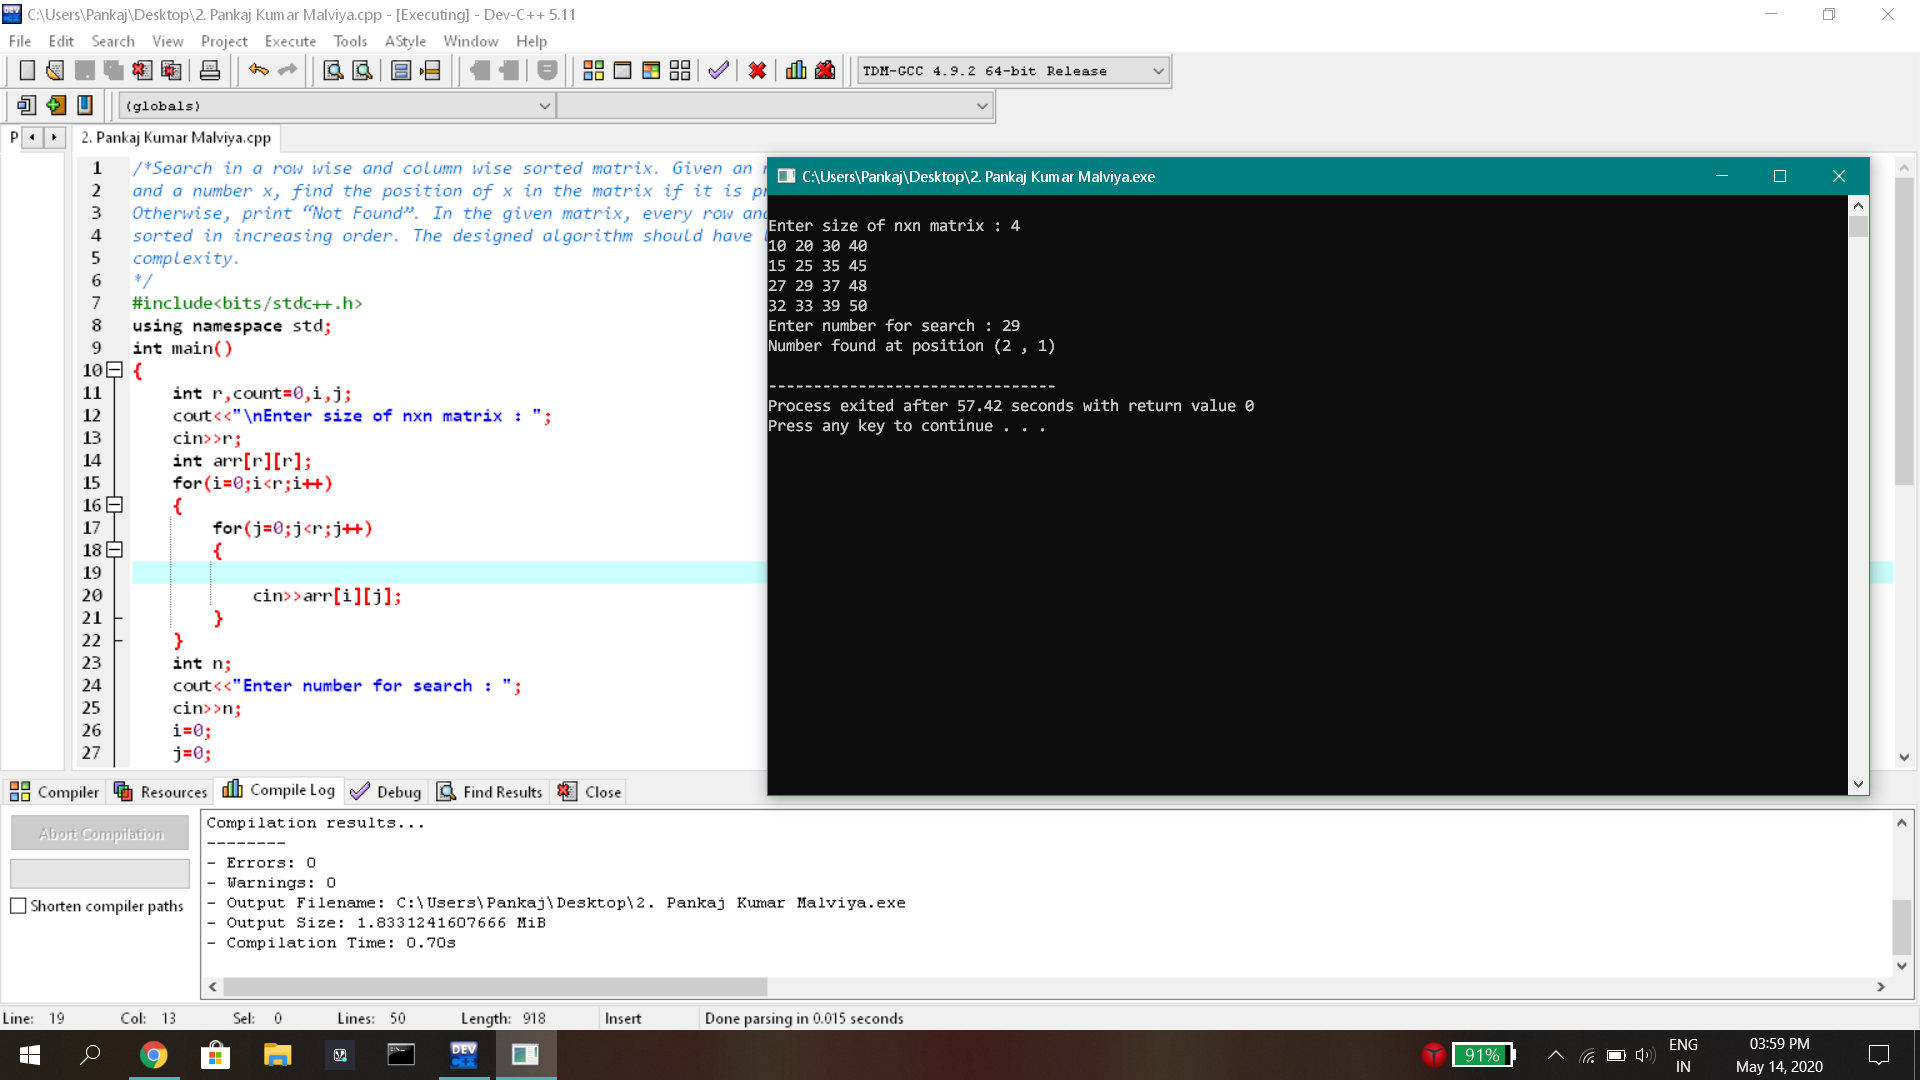 C:\Users\Pankaj\Desktop\2. Pankaj Kumar Malviya.cpp - [Executing] - Dev-C++ 5.11
File Edit Search View Project Execute Tools AStyle Window Help
TDM-GCC 4.9.2 64-bit Release
(globals)
P 2. Pankaj Kumar Malviya.cpp
1 /*Search in a row wise and column wise sorted matrix. Given an
2 and a number x, find the position of x in the matrix if it is
3 Otherwise, print “Not Found”. In the given matrix, every row
4 sorted in increasing order. The designed algorithm should have
5 complexity.
6 */
7 #include<bits/stdc++.h>
8 using namespace std;
9 int main()
10 {
11 int r,count=0,i,j;
12 cout<<"\nEnter size of nxn matrix : ";
13 cin>>r;
14 int arr[r][r];
15 for(i=0;i<r;i++)
16 {
17 for(j=0;j<r;j++)
18 {
19
20 cin>>arr[i][j];
21 }
22 }
23 int n;
24 cout<<"Enter number for search : ";
25 cin>>n;
26 i=0;
27 j=0;
C:\Users\Pankaj\Desktop\2. Pankaj Kumar Malviya.exe
Enter size of nxn matrix : 4
10 20 30 40
15 25 35 45
27 29 37 48
32 33 39 50
Enter number for search : 29
Number found at position (2 , 1)
--------------------------------
Process exited after 57.42 seconds with return value 0
Press any key to continue . . .
Compiler Resources Compile Log Debug Find Results Close
Abort Compilation
Shorten compiler paths
Compilation results...
--------
- Errors: 0
- Warnings: 0
- Output Filename: C:\Users\Pankaj\Desktop\2. Pankaj Kumar Malviya.exe
- Output Size: 1.8331241607666 MiB
- Compilation Time: 0.70s
Line: 19 Col: 13 Sel: 0 Lines: 50 Length: 918 Insert Done parsing in 0.015 seconds
DEV C++
91%
ENG
IN
03:59 PM
May 14, 2020